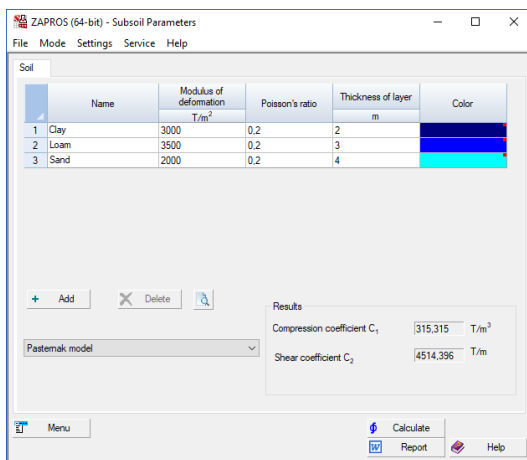 ZAPROS (64-bit) - Subsoil Parameters
File Mode Settings Service Help
Soil
Name Modulus of deformation Poisson's ratio Thickness of layer Color
T/m² m
1 Clay 3000 0,2 2
2 Loam 3500 0,2 3
3 Sand 2000 0,2 4
+ Add Delete
Results
Compression coefficient C₁ 315,315 T/m³
Pasternak model
Shear coefficient C₂ 4514,396 T/m
Menu Calculate
Report Help